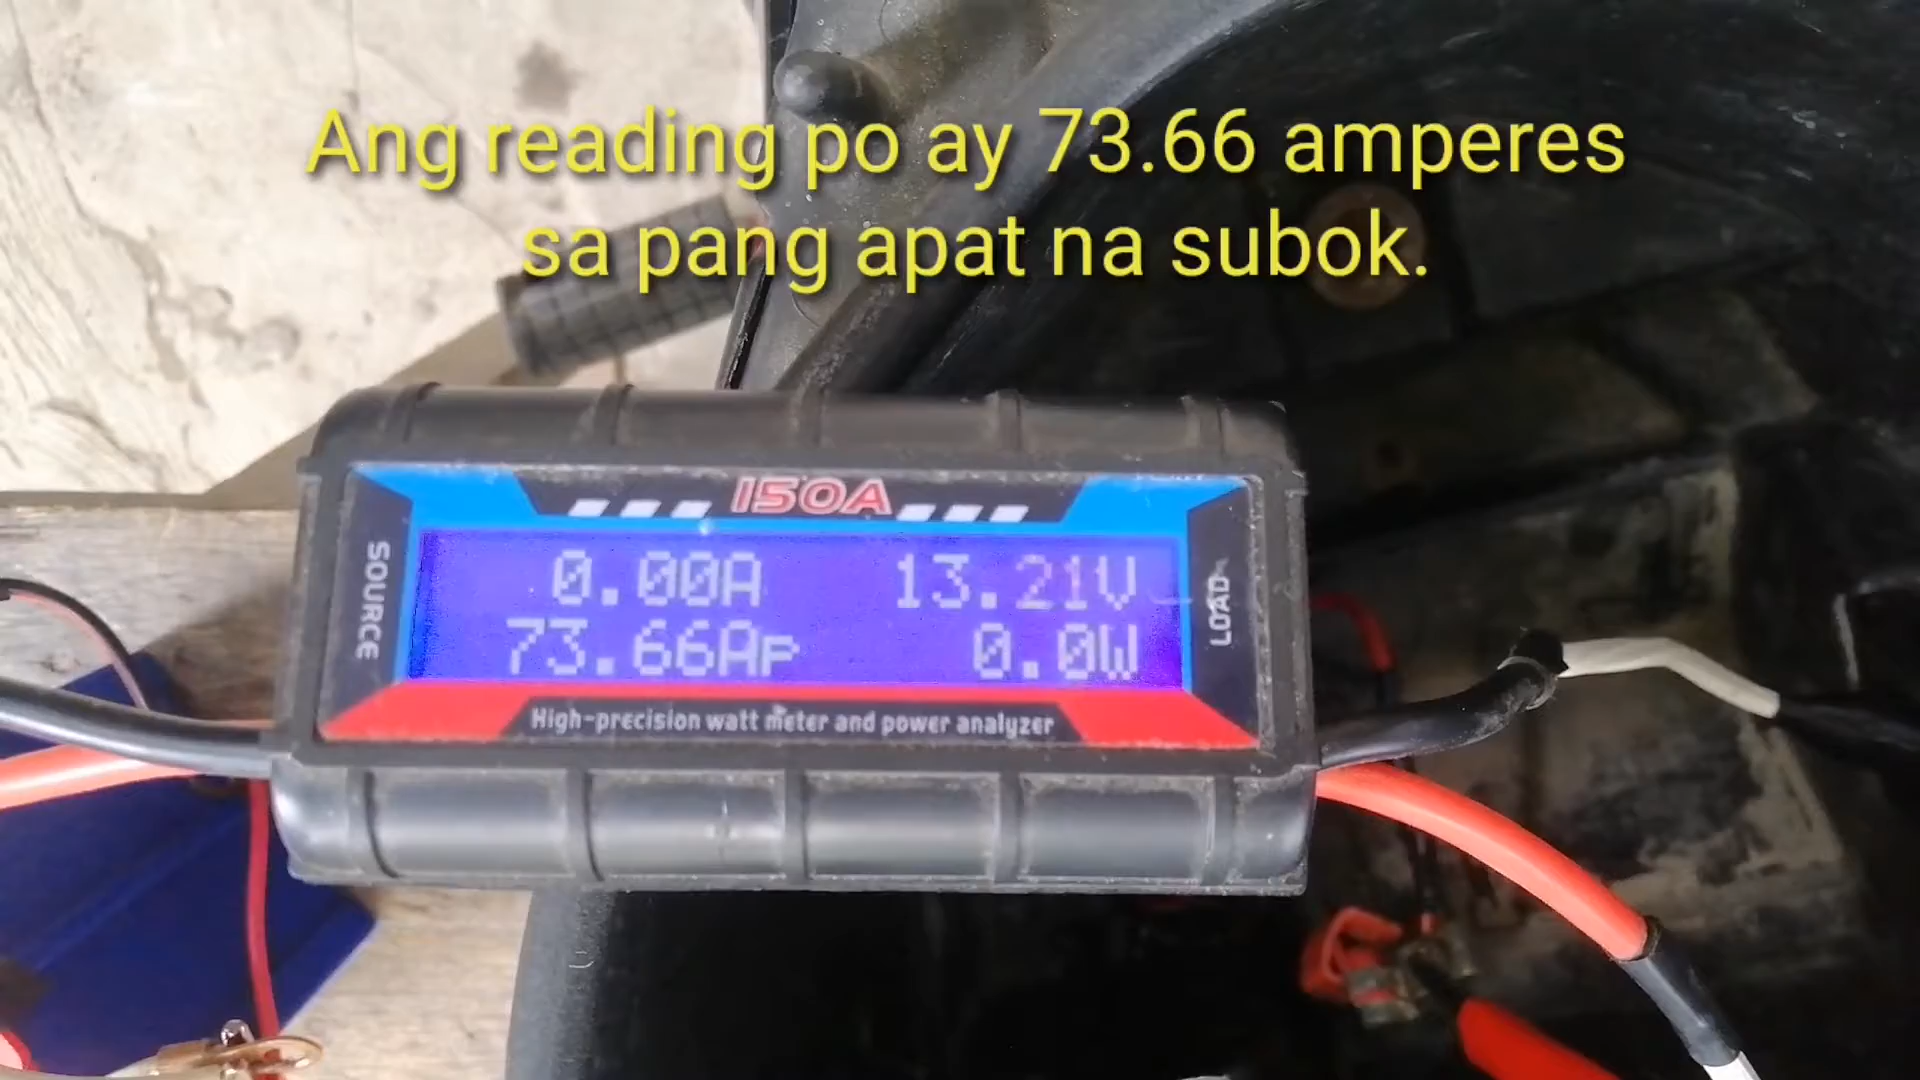 Ang reading po ay 73.66 amperes
sa pang apat na subok.
150A
SOURCE
0.00A 13.21V
73.66Ap 0.0W
LOAD
High-precision watt meter and power analyzer